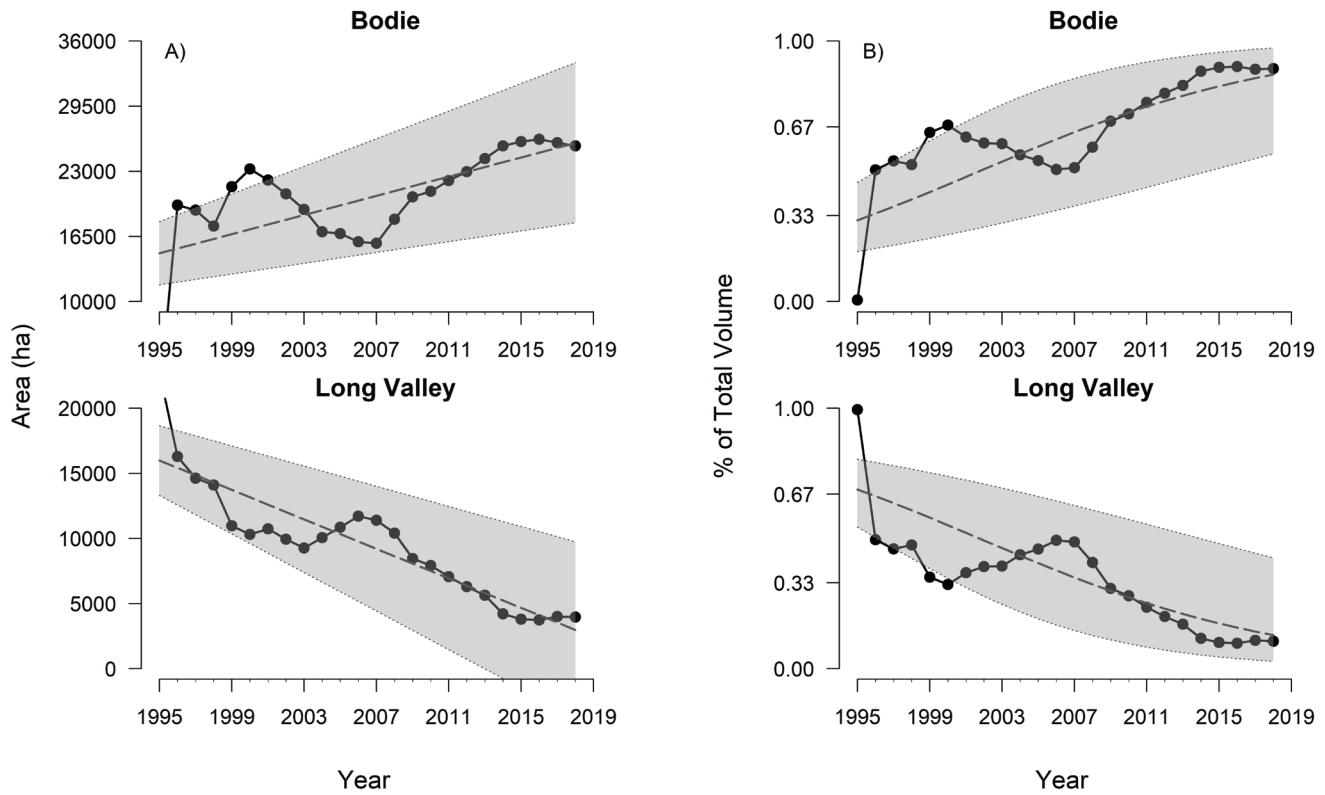 Bodie
A)
36000
29500
23000
16500
10000
1995 1999 2003 2007 2011 2015 2019
Long Valley
20000
15000
10000
5000
0
1995 1999 2003 2007 2011 2015 2019
Area (ha)
Year
Bodie
B)
1.00
0.67
0.33
0.00
1995 1999 2003 2007 2011 2015 2019
Long Valley
1.00
0.67
0.33
0.00
1995 1999 2003 2007 2011 2015 2019
% of Total Volume
Year